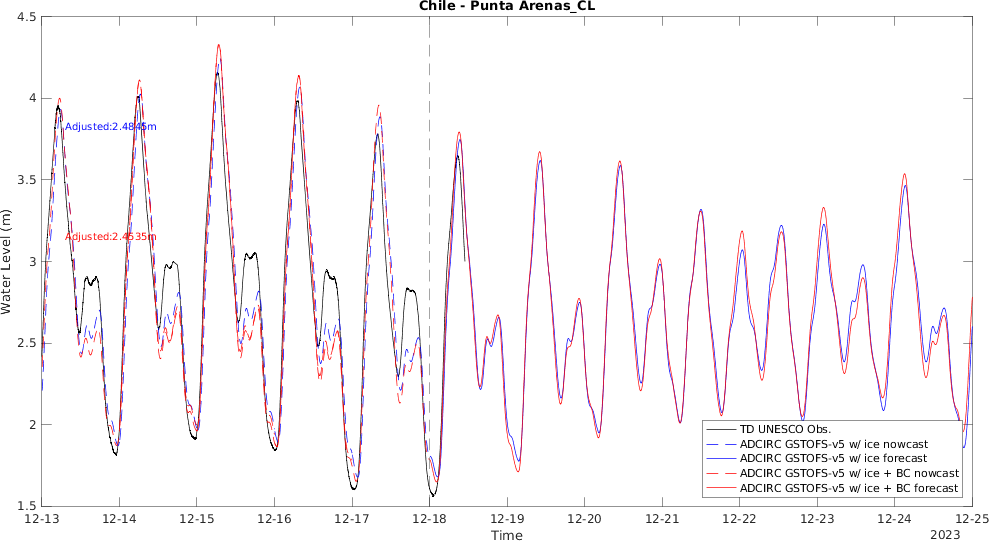 Chile - Punta Arenas_CL
4.5
4
3.5
3
2.5
2
1.5
Water Level (m)
Adjusted:2.4845m
Adjusted:2.4535m
TD UNESCO Obs.
ADCIRC GSTOFS-v5 w/ ice nowcast
ADCIRC GSTOFS-v5 w/ ice forecast
ADCIRC GSTOFS-v5 w/ ice + BC nowcast
ADCIRC GSTOFS-v5 w/ ice + BC forecast
12-13 12-14 12-15 12-16 12-17 12-18 12-19 12-20 12-21 12-22 12-23 12-24 12-25
Time
2023